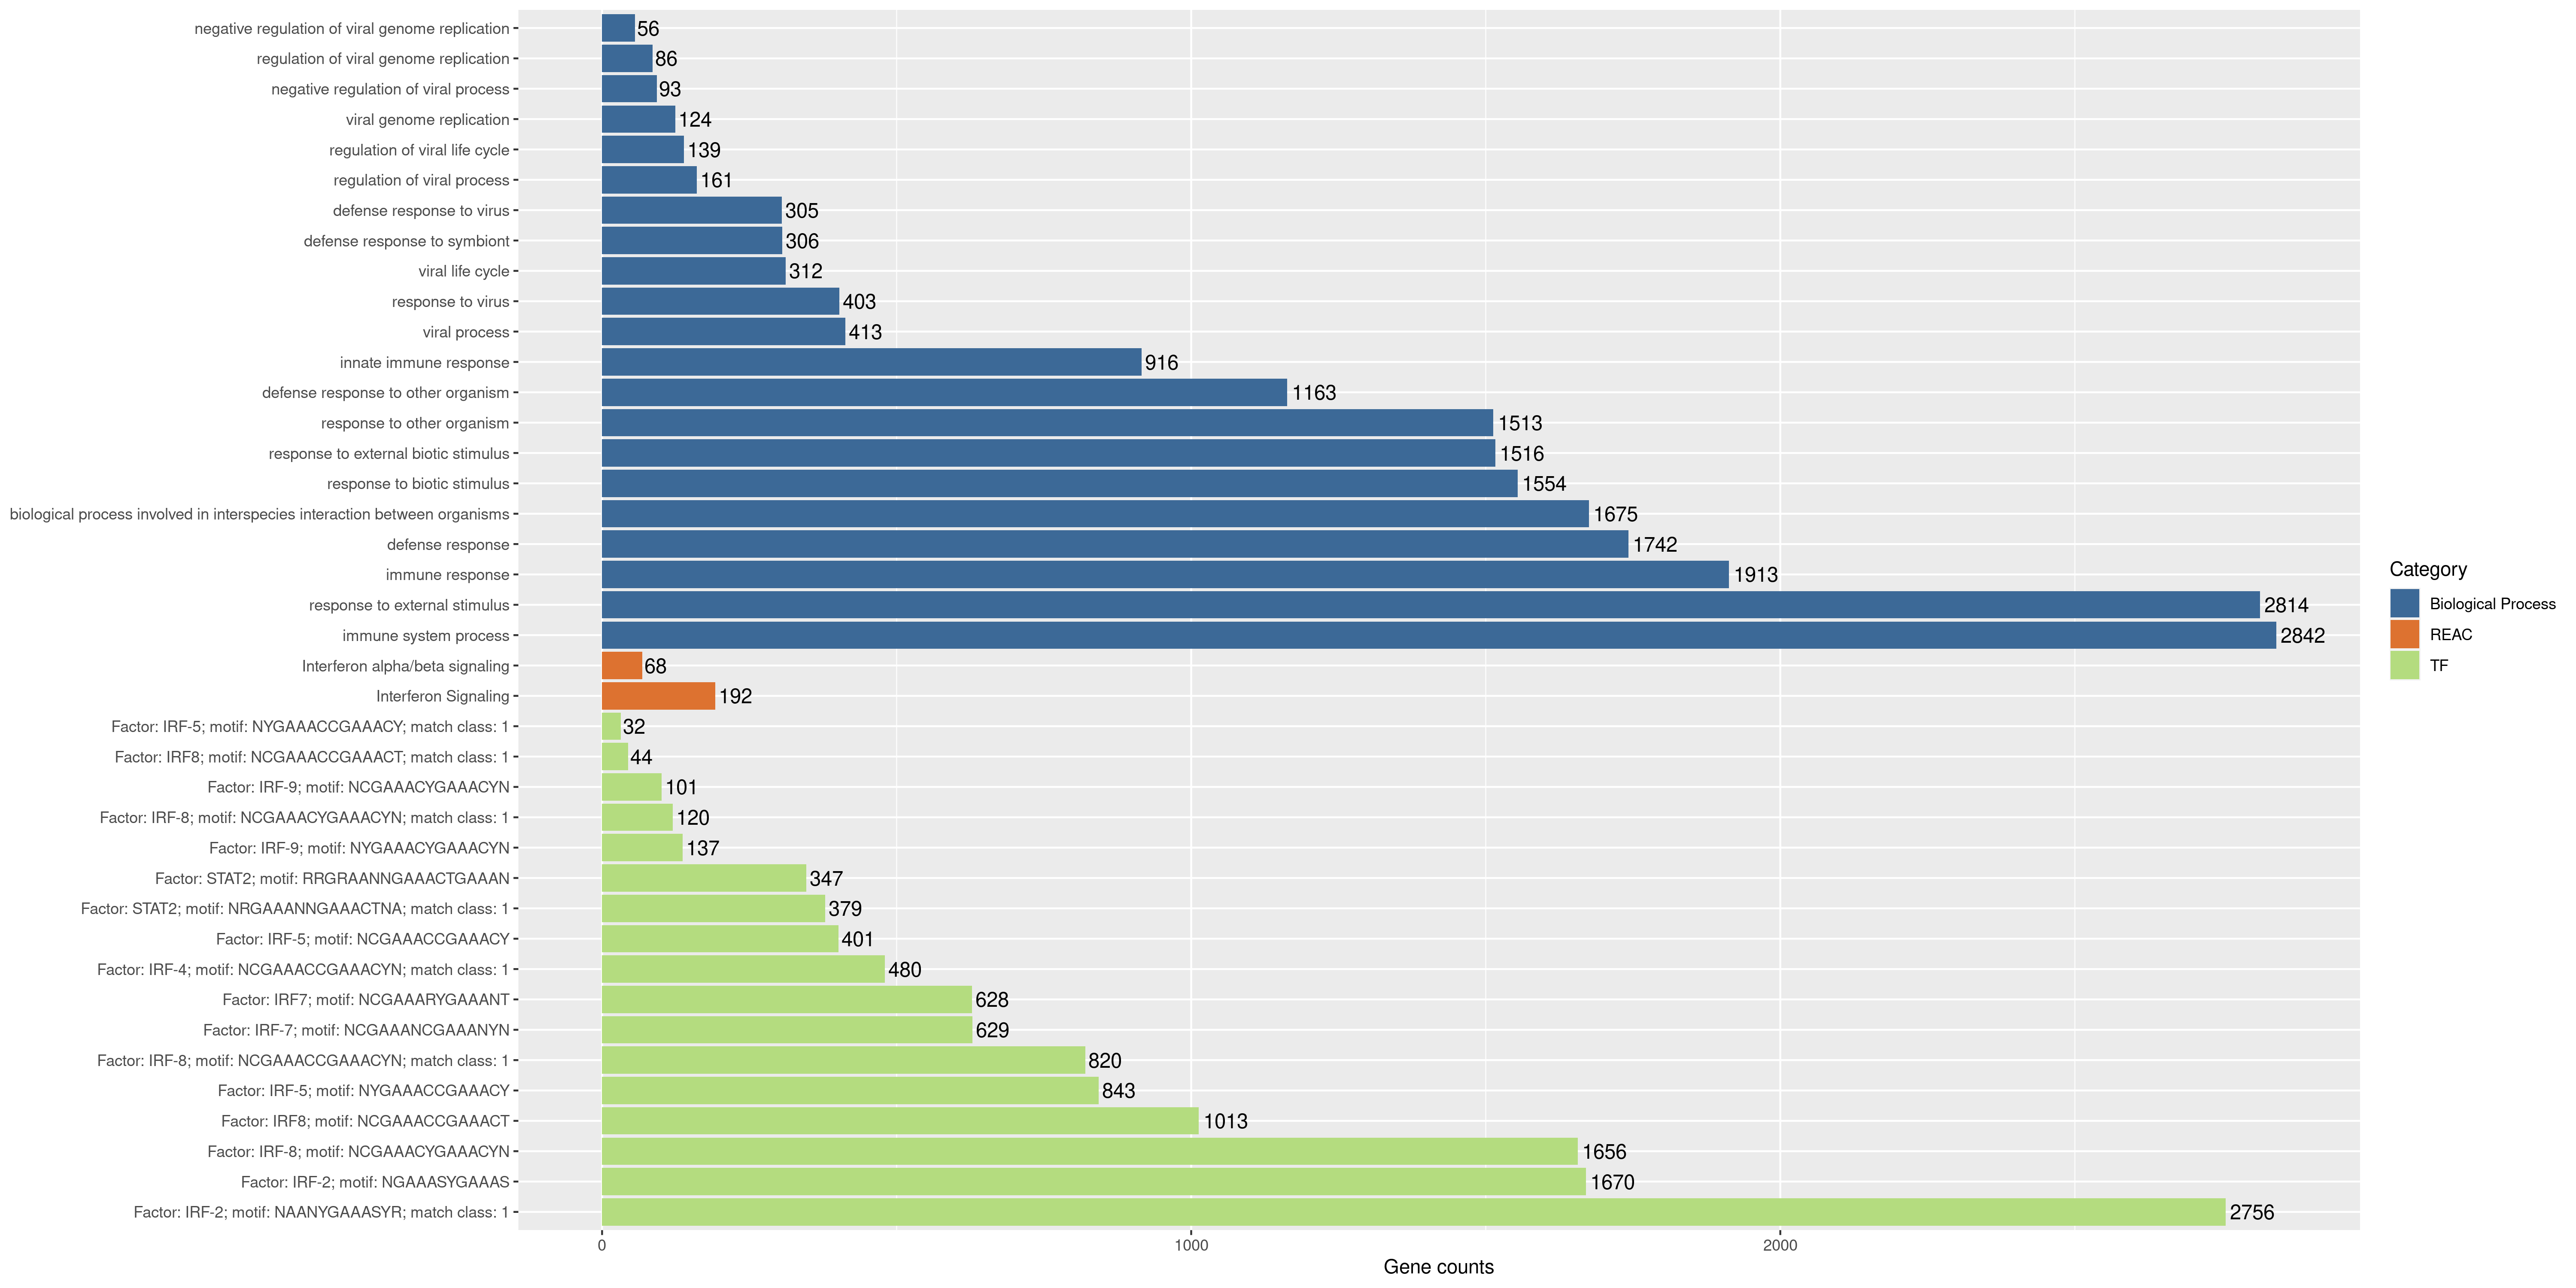 negative regulation of viral genome replication 56
regulation of viral genome replication 86
negative regulation of viral process 93
viral genome replication 124
regulation of viral life cycle 139
regulation of viral process 161
defense response to virus 305
defense response to symbiont 306
viral life cycle 312
response to virus 403
viral process 413
innate immune response 916
defense response to other organism 1163
response to other organism 1513
response to external biotic stimulus 1516
response to biotic stimulus 1554
biological process involved in interspecies interaction between organisms 1675
defense response 1742
immune response 1913
response to external stimulus 2814
immune system process 2842
Interferon alpha/beta signaling 68
Interferon Signaling 192
Factor: IRF-5; motif: NYGAAACCGAAACY; match class: 1 32
Factor: IRF8; motif: NCGAAACCGAAACT; match class: 1 44
Factor: IRF-9; motif: NCGAAACYGAAACYN 101
Factor: IRF-8; motif: NCGAAACYGAAACYN; match class: 1 120
Factor: IRF-9; motif: NYGAAACYGAAACYN 137
Factor: STAT2; motif: RRGRAANNGAAACTGAAAN 347
Factor: STAT2; motif: NRGAAANNGAAACTNA; match class: 1 379
Factor: IRF-5; motif: NCGAAACCGAAACY 401
Factor: IRF-4; motif: NCGAAACCGAAACYN; match class: 1 480
Factor: IRF7; motif: NCGAAARYGAAANT 628
Factor: IRF-7; motif: NCGAAANCGAAANYN 629
Factor: IRF-8; motif: NCGAAACCGAAACYN; match class: 1 820
Factor: IRF-5; motif: NYGAAACCGAAACY 843
Factor: IRF8; motif: NCGAAACCGAAACT 1013
Factor: IRF-8; motif: NCGAAACYGAAACYN 1656
Factor: IRF-2; motif: NGAAASYGAAAS 1670
Factor: IRF-2; motif: NAANYGAAASYR; match class: 1 2756
0 1000 2000
Gene counts
Category
Biological Process
REAC
TF